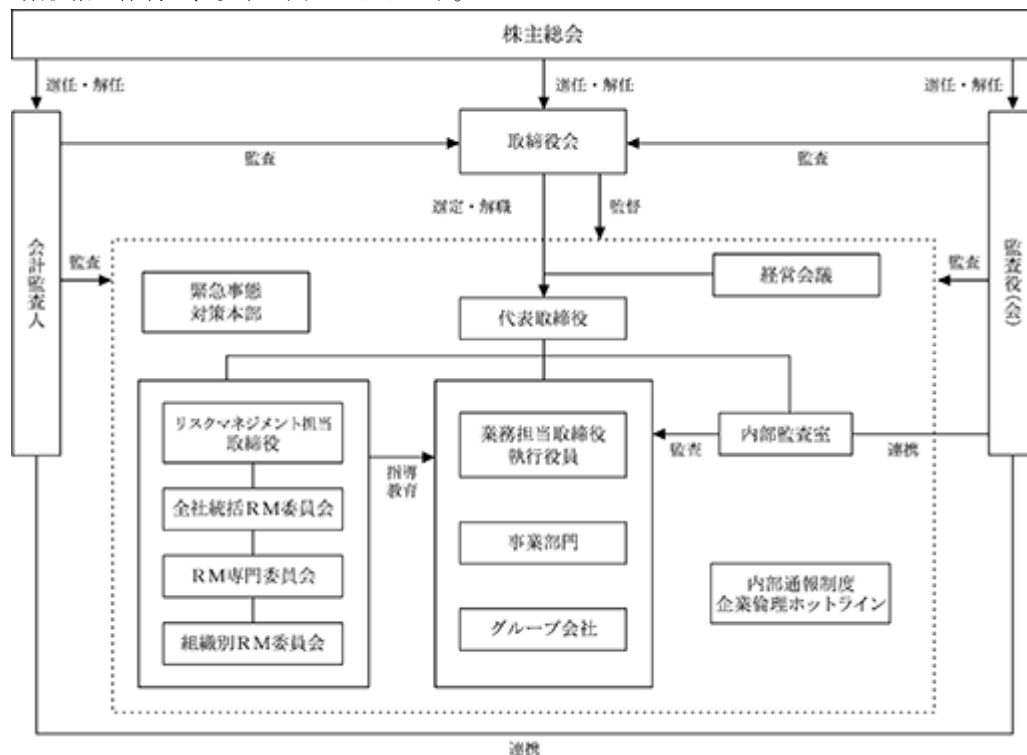 株主総会
選任・解任
選任・解任
選任・解任
取締役会
監査
監査
選定・解職
監督
会計監査人
監査役(会)
監査
監査
緊急事態
対策本部
経営会議
代表取締役
リスクマネジメント担当
取締役
業務担当取締役
執行役員
内部監査室
監査
連携
指導
教育
全社統括RM委員会
事業部門
RM専門委員会
内部通報制度
企業倫理ホットライン
グループ会社
組織別RM委員会
連携